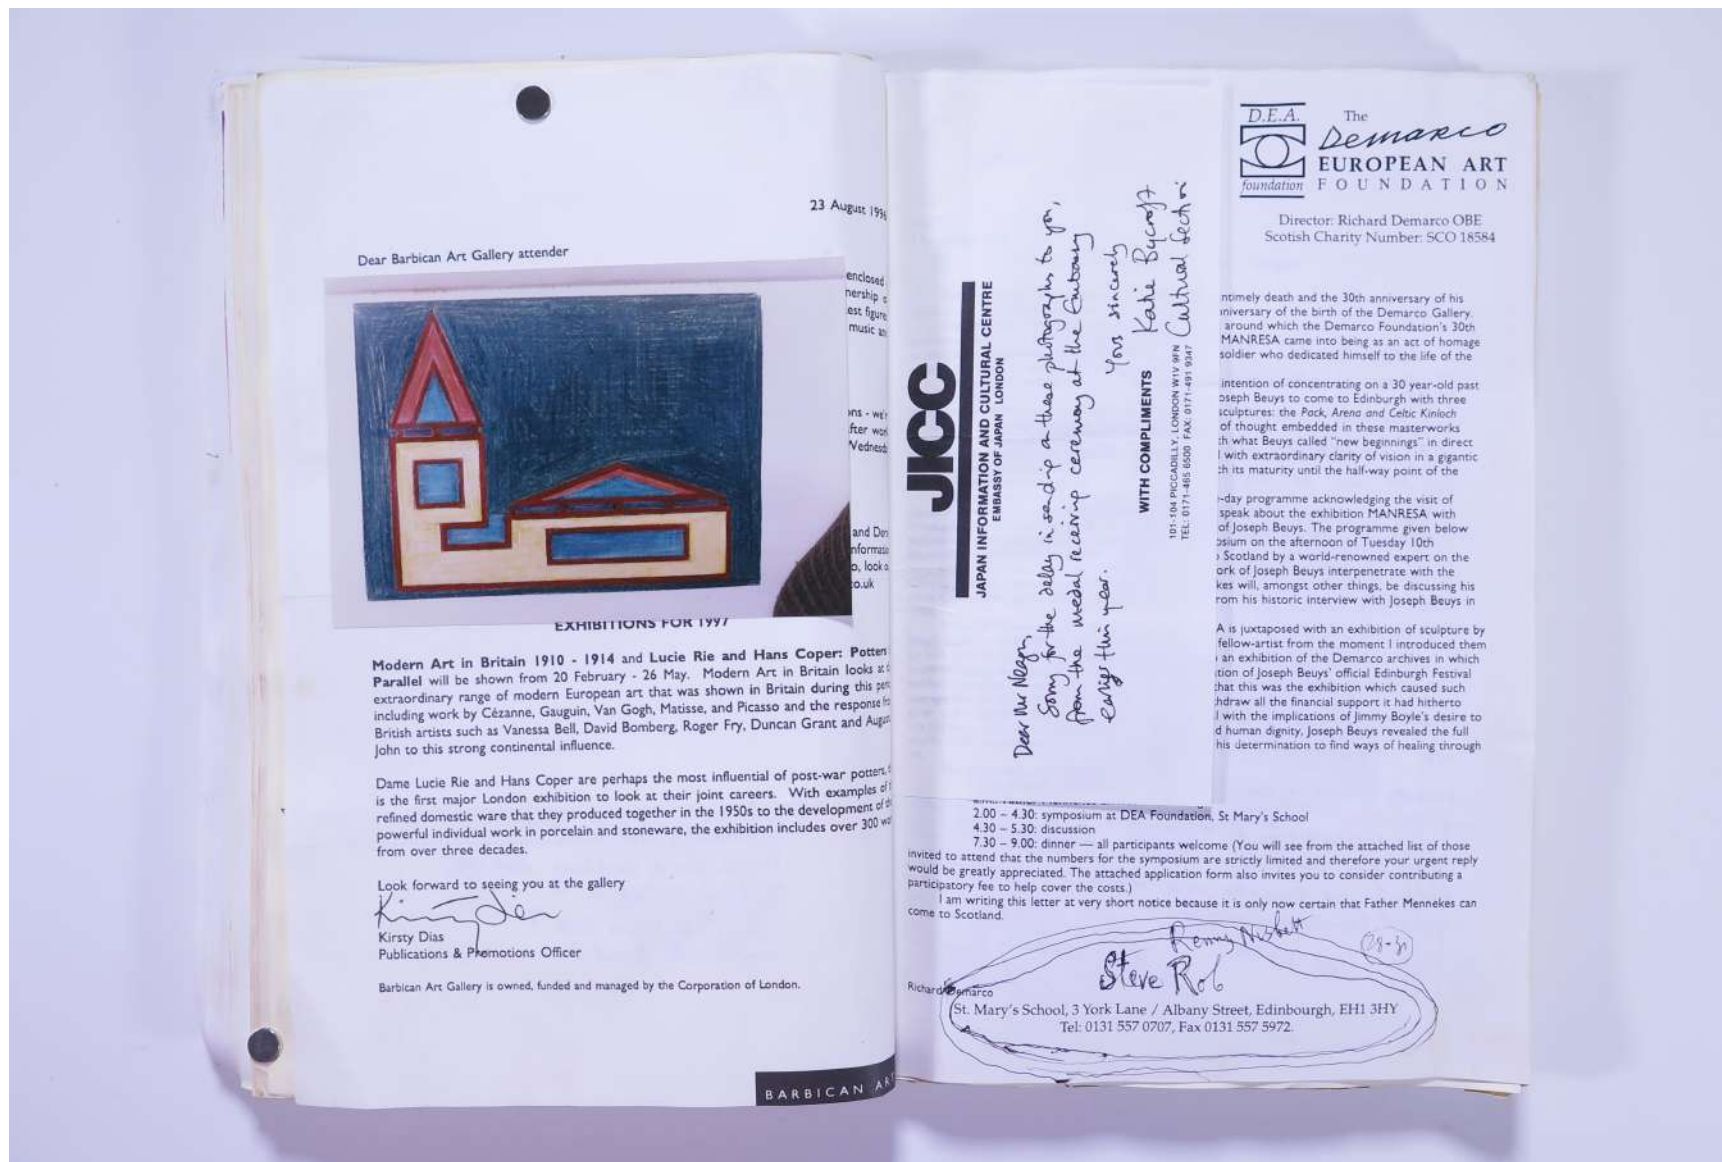 23 August 1996
Dear Barbican Art Gallery attender
enclosed
nership
est figure
music
ons - we'r
fter wor
Wednesd
and Den
nformatio
o, look
co.uk
EXHIBITIONS FOR 1997
Modern Art in Britain 1910 - 1914 and Lucie Rie and Hans Coper: Potters
Parallel will be shown from 20 February - 26 May. Modern Art in Britain looks at
extraordinary range of modern European art that was shown in Britain during this
including work by Cézanne, Gauguin, Van Gogh, Matisse, and Picasso and the response
British artists such as Vanessa Bell, David Bomberg, Roger Fry, Duncan Grant and
John to this strong continental influence.
Dame Lucie Rie and Hans Coper are perhaps the most influential of post-war potters,
is the first major London exhibition to look at their joint careers. With examples of
refined domestic ware that they produced together in the 1950s to the development of
powerful individual work in porcelain and stoneware, the exhibition includes over 300
from over three decades.
Look forward to seeing you at the gallery
Kirsty Dias
Kirsty Dias
Publications & Promotions Officer
Barbican Art Gallery is owned, funded and managed by the Corporation of London.
BARBICAN AR
JICC
JAPAN INFORMATION AND CULTURAL CENTRE
EMBASSY OF JAPAN LONDON
Dear Mr Nelson,
Sorry for the delay in sending on these photographs to you,
from the medal receiving ceremony at the Embassy
earlier this year.
Yours sincerely
Katie Bycroft
Cultural Section
WITH COMPLIMENTS
101-104 PICCADILLY, LONDON W1V 9FN
TEL: 0171-465 6500 FAX: 0171-491 9347
D.E.A.
foundation
The
Demarco
EUROPEAN ART
FOUNDATION
Director: Richard Demarco OBE
Scotish Charity Number: SCO 18584
ntimely death and the 30th anniversary of his
niversary of the birth of the Demarco Gallery.
around which the Demarco Foundation's 30th
MANRESA came into being as an act of homage
soldier who dedicated himself to the life of the
intention of concentrating on a 30 year-old past
oseph Beuys to come to Edinburgh with three
sculptures: the Pack, Arena and Celtic Kinloch
of thought embedded in these masterworks
th what Beuys called "new beginnings" in direct
l with extraordinary clarity of vision in a gigantic
ch its maturity until the half-way point of the
-day programme acknowledging the visit of
speak about the exhibition MANRESA with
of Joseph Beuys. The programme given below
osium on the afternoon of Tuesday 10th
Scotland by a world-renowned expert on the
ork of Joseph Beuys interpenetrate with the
kes will, amongst other things, be discussing his
rom his historic interview with Joseph Beuys in
A is juxtaposed with an exhibition of sculpture by
fellow-artist from the moment I introduced them
an exhibition of the Demarco archives in which
ition of Joseph Beuys' official Edinburgh Festival
that this was the exhibition which caused such
hdraw all the financial support it had hitherto
l with the implications of Jimmy Boyle's desire to
d human dignity, Joseph Beuys revealed the full
his determination to find ways of healing through
2.00 – 4.30: symposium at DEA Foundation, St Mary's School
4.30 – 5.30: discussion
7.30 – 9.00: dinner — all participants welcome (You will see from the attached list of those
invited to attend that the numbers for the symposium are strictly limited and therefore your urgent reply
would be greatly appreciated. The attached application form also invites you to consider contributing a
participatory fee to help cover the costs.)
I am writing this letter at very short notice because it is only now certain that Father Mennekes can
come to Scotland.
Kenny Nisbett
28-30
Steve Rob
Richard Demarco
St. Mary's School, 3 York Lane / Albany Street, Edinbourgh, EH1 3HY
Tel: 0131 557 0707, Fax 0131 557 5972.